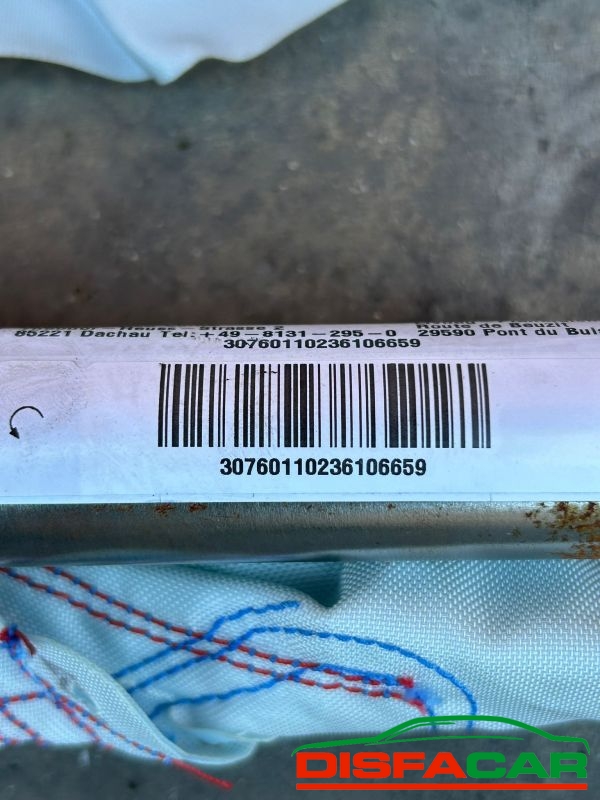 85221 Dachau Tel: +49-8131-295-0 29590 Pont du Buis
30760110236106659
30760110236106659
DISFACAR